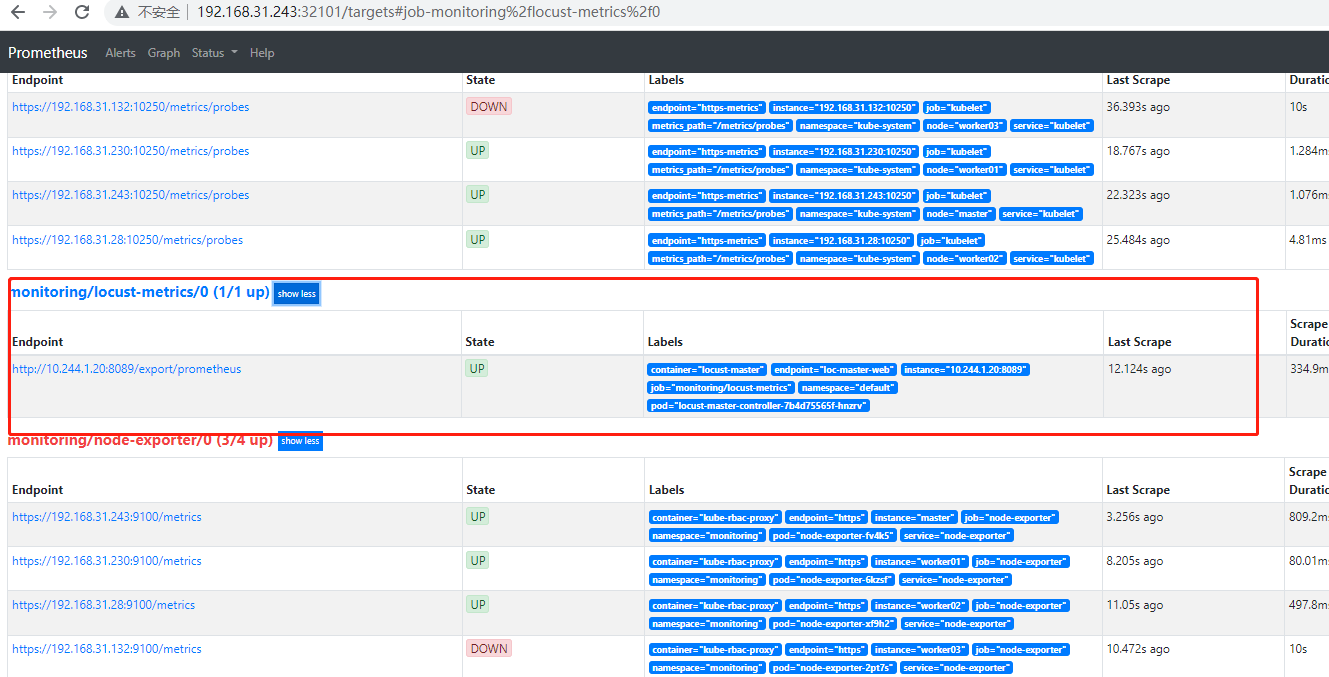 不安全 192.168.31.243:32101/targets#job-monitoring%2flocust-metrics%2f0
Prometheus Alerts Graph Status Help
Endpoint State Labels Last Scrape Duratio
https://192.168.31.132:10250/metrics/probes DOWN endpoint="https-metrics" instance="192.168.31.132:10250" job="kubelet" 36.393s ago 10s
metrics_path="/metrics/probes" namespace="kube-system" node="worker03" service="kubelet"
https://192.168.31.230:10250/metrics/probes UP endpoint="https-metrics" instance="192.168.31.230:10250" job="kubelet" 18.767s ago 1.284m
metrics_path="/metrics/probes" namespace="kube-system" node="worker01" service="kubelet"
https://192.168.31.243:10250/metrics/probes UP endpoint="https-metrics" instance="192.168.31.243:10250" job="kubelet" 22.323s ago 1.076m
metrics_path="/metrics/probes" namespace="kube-system" node="master" service="kubelet"
https://192.168.31.28:10250/metrics/probes UP endpoint="https-metrics" instance="192.168.31.28:10250" job="kubelet" 25.484s ago 4.81ms
metrics_path="/metrics/probes" namespace="kube-system" node="worker02" service="kubelet"
monitoring/locust-metrics/0 (1/1 up) show less
Scrape
Endpoint State Labels Last Scrape Duratio
http://10.244.1.20:8089/export/prometheus UP container="locust-master" endpoint="loc-master-web" instance="10.244.1.20:8089" 12.124s ago 334.9m
job="monitoring/locust-metrics" namespace="default"
pod="locust-master-controller-7b4d75565f-hnzrv"
monitoring/node-exporter/0 (3/4 up) show less
Scrape
Endpoint State Labels Last Scrape Duratio
https://192.168.31.243:9100/metrics UP container="kube-rbac-proxy" endpoint="https" instance="master" job="node-exporter" 3.256s ago 809.2m
namespace="monitoring" pod="node-exporter-fv4k5" service="node-exporter"
https://192.168.31.230:9100/metrics UP container="kube-rbac-proxy" endpoint="https" instance="worker01" job="node-exporter" 8.205s ago 80.01m
namespace="monitoring" pod="node-exporter-6kzsf" service="node-exporter"
https://192.168.31.28:9100/metrics UP container="kube-rbac-proxy" endpoint="https" instance="worker02" job="node-exporter" 11.05s ago 497.8m
namespace="monitoring" pod="node-exporter-xf9h2" service="node-exporter"
https://192.168.31.132:9100/metrics DOWN container="kube-rbac-proxy" endpoint="https" instance="worker03" job="node-exporter" 10.472s ago 10s
namespace="monitoring" pod="node-exporter-2pt7s" service="node-exporter"